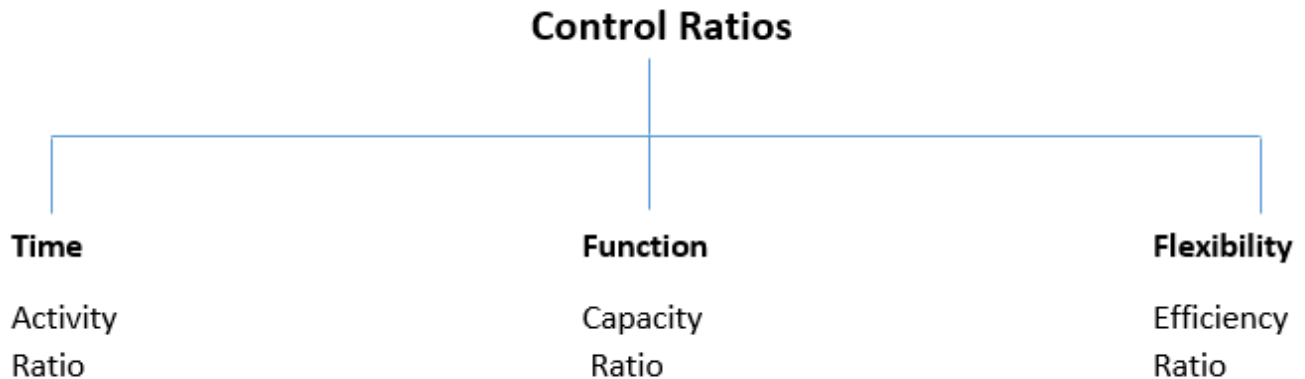 Control Ratios
Time
Function
Flexibility
Activity
Ratio
Capacity
Ratio
Efficiency
Ratio